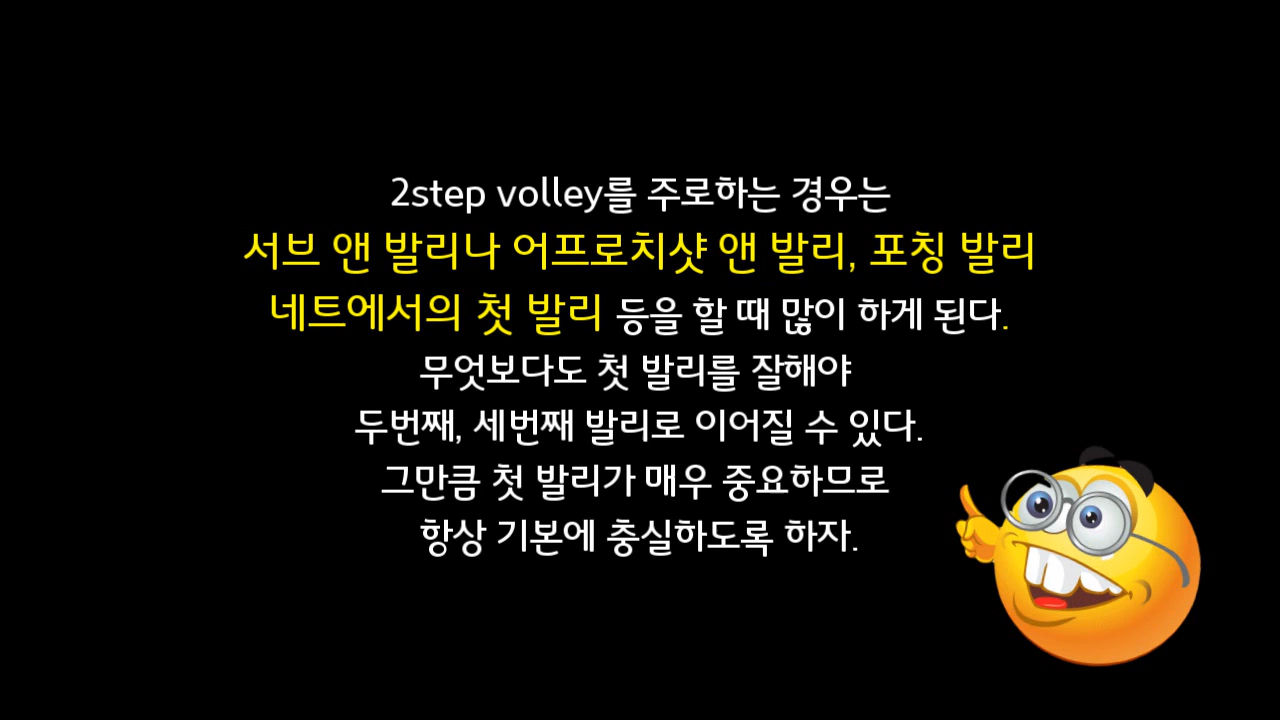 2step volley를 주로하는 경우는
서브 앤 발리나 어프로치샷 앤 발리, 포칭 발리
네트에서의 첫 발리 등을 할 때 많이 하게 된다.
무엇보다도 첫 발리를 잘해야
두번째, 세번째 발리로 이어질 수 있다.
그만큼 첫 발리가 매우 중요하므로
항상 기본에 충실하도록 하자.